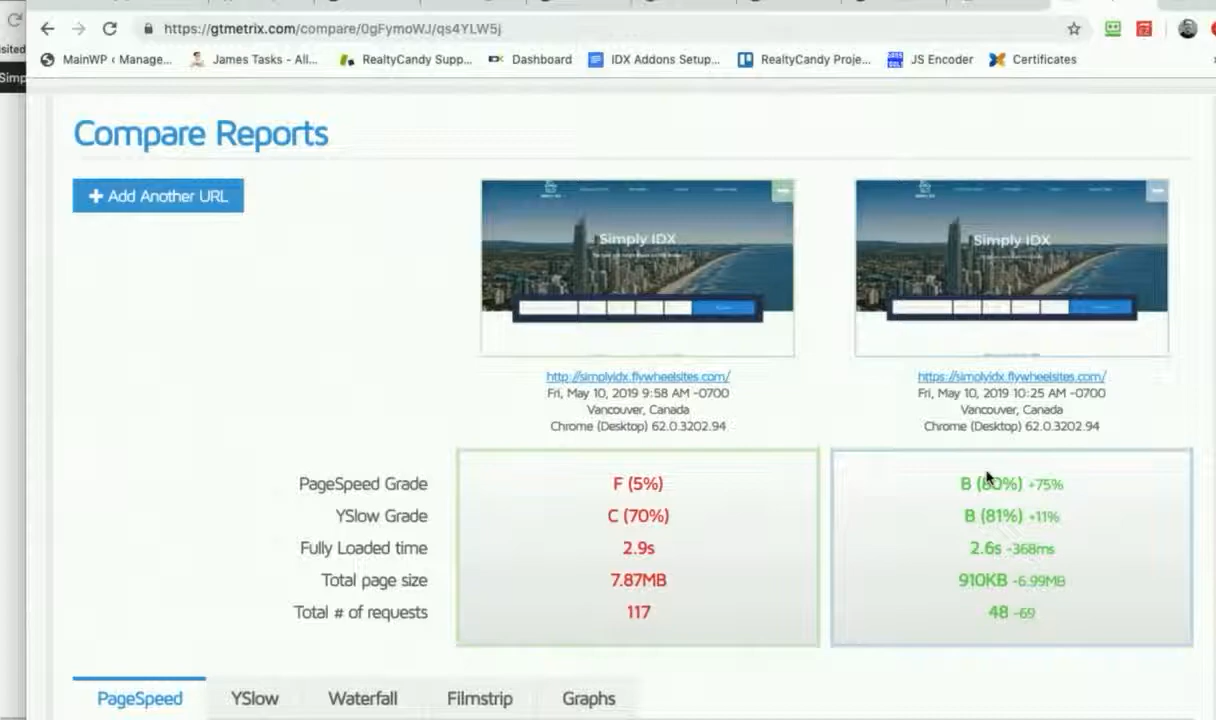 https://gtmetrix.com/compare/0gFymoWJ/qs4YLW5j
sited
MainWP ‹ Manage...
James Tasks - All...
RealtyCandy Supp...
Dashboard
IDX Addons Setup...
RealtyCandy Proje...
JS Encoder
Certificates
Simp
Compare Reports
+ Add Another URL
Simply IDX
Simply IDX
http://simplyidx.flywheelsites.com/
Fri, May 10, 2019 9:58 AM -0700
Vancouver, Canada
Chrome (Desktop) 62.0.3202.94
https://simplyidx.flywheelsites.com/
Fri, May 10, 2019 10:25 AM -0700
Vancouver, Canada
Chrome (Desktop) 62.0.3202.94
PageSpeed Grade F (5%) B (80%) +75%
YSlow Grade C (70%) B (81%) +11%
Fully Loaded time 2.9s 2.6s -368ms
Total page size 7.87MB 910KB -6.99MB
Total # of requests 117 48 -69
PageSpeed YSlow Waterfall Filmstrip Graphs